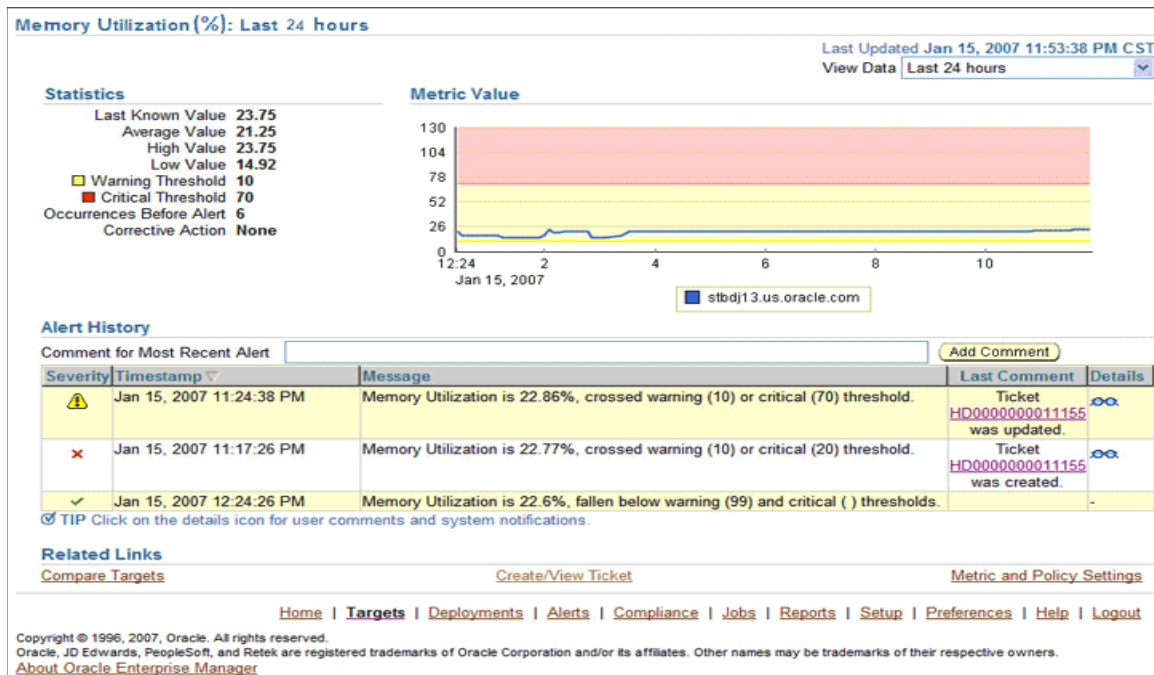 Memory Utilization(%): Last 24 hours
Last Updated Jan 15, 2007 11:53:38 PM CST
View Data Last 24 hours
Statistics
Last Known Value 23.75
Average Value 21.25
High Value 23.75
Low Value 14.92
Warning Threshold 10
Critical Threshold 70
Occurrences Before Alert 6
Corrective Action None
Metric Value
130
104
78
52
26
0
12:24 2 4 6 8 10
Jan 15, 2007
stbdj13.us.oracle.com
Alert History
Comment for Most Recent Alert Add Comment
Severity Timestamp Message Last Comment Details
Jan 15, 2007 11:24:38 PM Memory Utilization is 22.86%, crossed warning (10) or critical (70) threshold. Ticket
HD0000000011155
was updated.
Jan 15, 2007 11:17:26 PM Memory Utilization is 22.77%, crossed warning (10) or critical (20) threshold. Ticket
HD0000000011155
was created.
Jan 15, 2007 12:24:26 PM Memory Utilization is 22.6%, fallen below warning (99) and critical ( ) thresholds. -
TIP Click on the details icon for user comments and system notifications.
Related Links
Compare Targets Create/View Ticket Metric and Policy Settings
Home | Targets | Deployments | Alerts | Compliance | Jobs | Reports | Setup | Preferences | Help | Logout
Copyright © 1996, 2007, Oracle. All rights reserved.
Oracle, JD Edwards, PeopleSoft, and Retek are registered trademarks of Oracle Corporation and/or its affiliates. Other names may be trademarks of their respective owners.
About Oracle Enterprise Manager